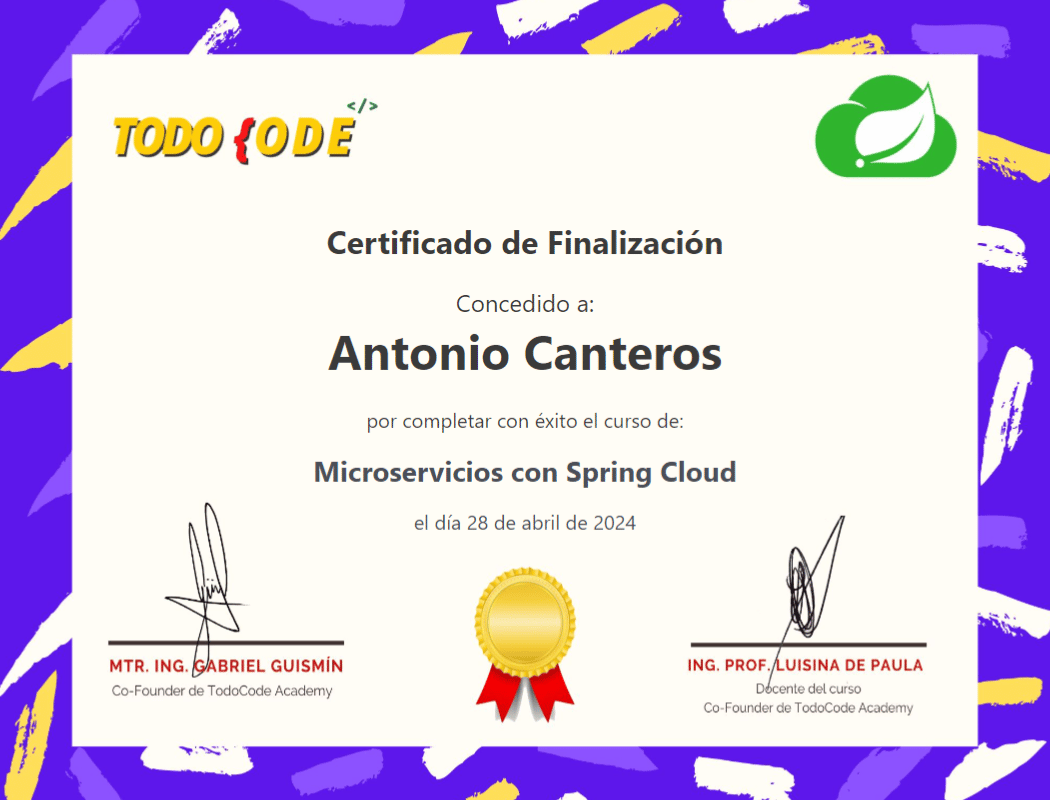 TODO {ODE </>
Certificado de Finalización
Concedido a:
Antonio Canteros
por completar con éxito el curso de:
Microservicios con Spring Cloud
el día 28 de abril de 2024
MTR. ING. GABRIEL GUISMÍN
Co-Founder de TodoCode Academy
ING. PROF. LUISINA DE PAULA
Docente del curso
Co-Founder de TodoCode Academy